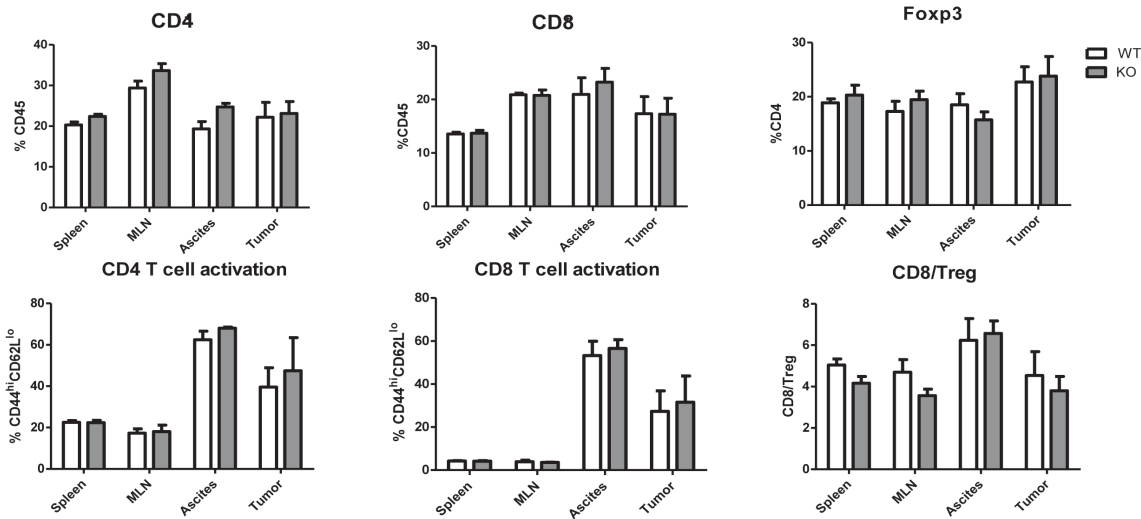 CD4
% CD45
40
30
20
10
0
Spleen
MLN
Ascites
Tumor
CD8
%CD45
30
20
10
0
Spleen
MLN
Ascites
Tumor
Foxp3
%CD4
30
20
10
0
Spleen
MLN
Ascites
Tumor
WT
KO
CD4 T cell activation
% CD44hiCD62Llo
80
60
40
20
0
Spleen
MLN
Ascites
Tumor
CD8 T cell activation
% CD44hiCD62Llo
80
60
40
20
0
Spleen
MLN
Ascites
Tumor
CD8/Treg
CD8/Treg
8
6
4
2
0
Spleen
MLN
Ascites
Tumor